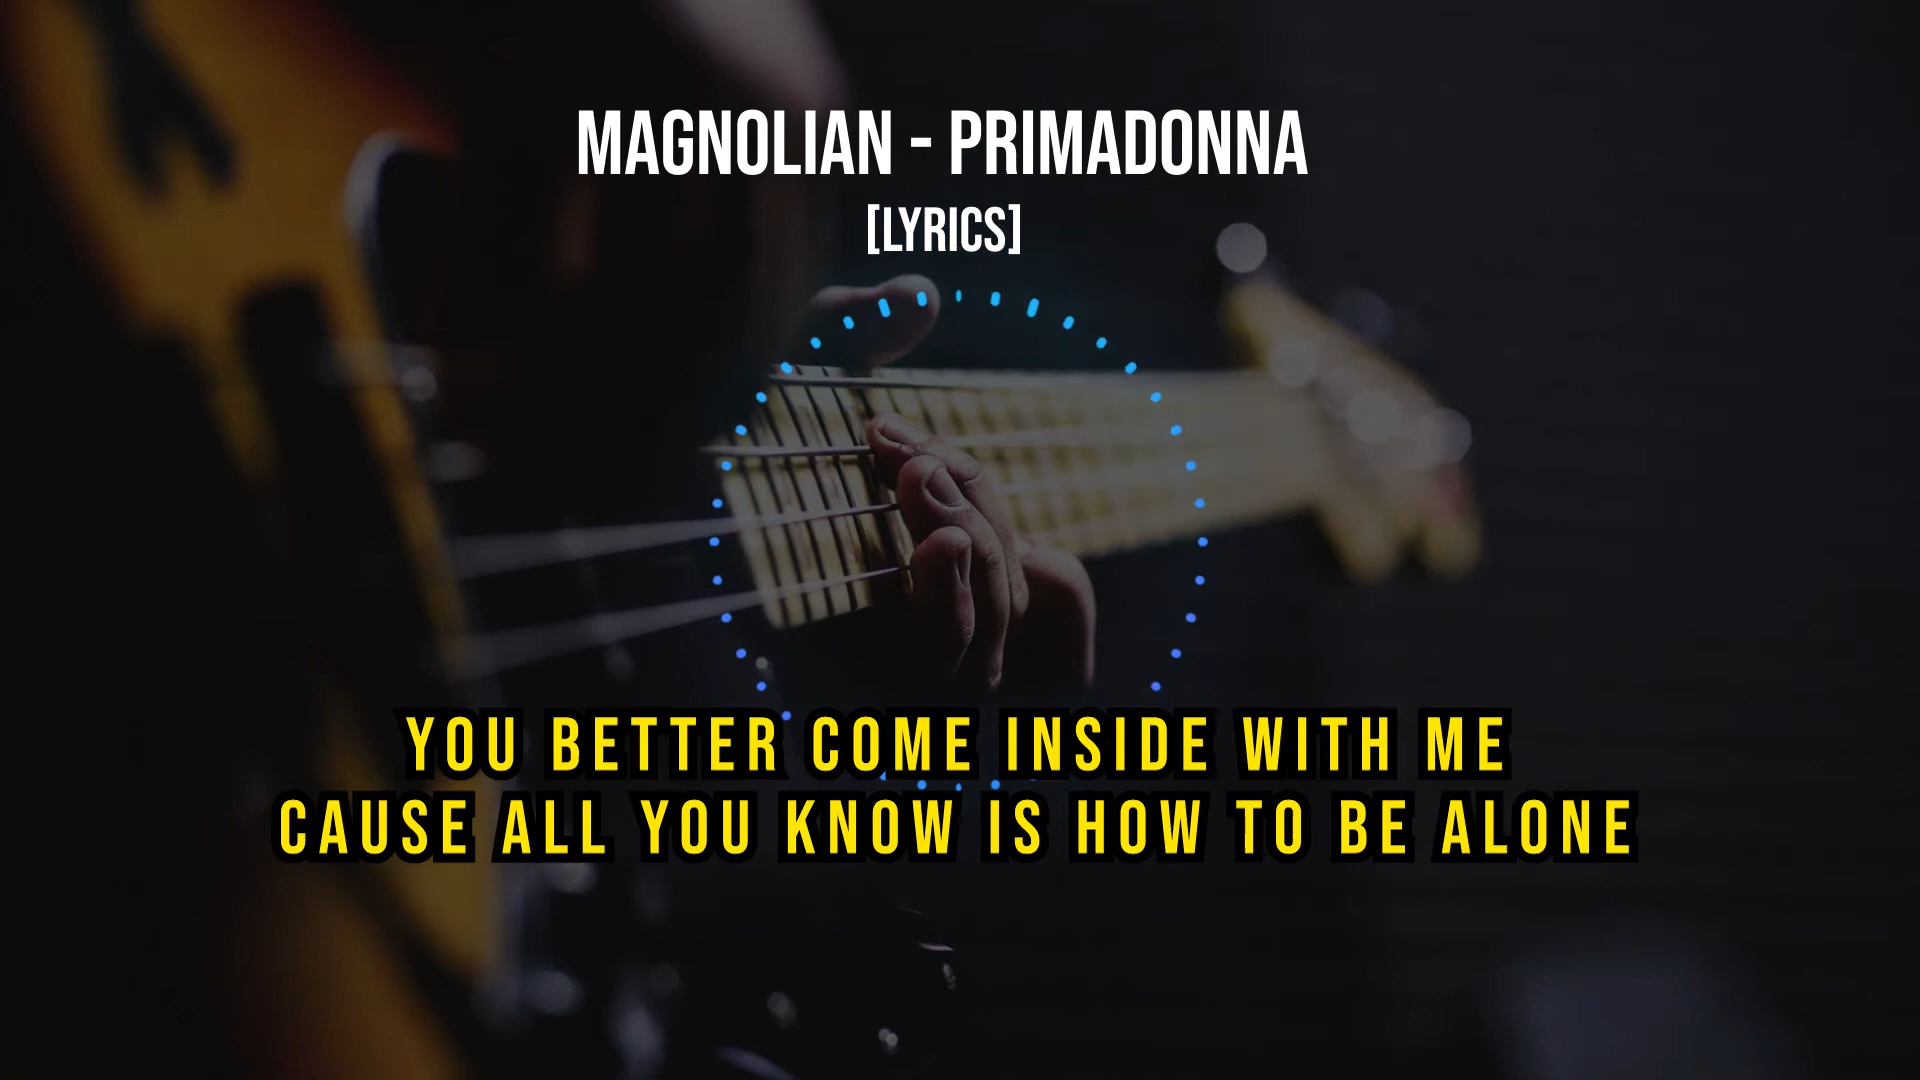 MAGNOLIAN - PRIMADONNA
[LYRICS]
YOU BETTER COME INSIDE WITH ME
CAUSE ALL YOU KNOW IS HOW TO BE ALONE